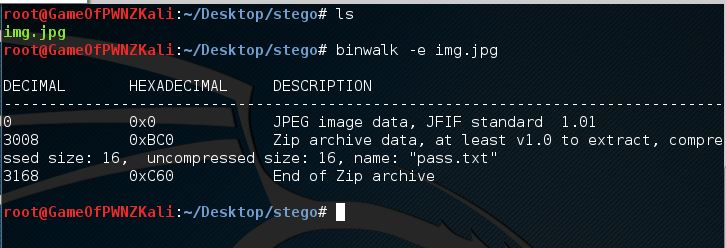 root@GameOfPWNZKali:~/Desktop/stego# ls
img.jpg
root@GameOfPWNZKali:~/Desktop/stego# binwalk -e img.jpg
DECIMAL       HEXADECIMAL     DESCRIPTION
--------------------------------------------------------------------------------
0             0x0             JPEG image data, JFIF standard  1.01
3008          0xBC0           Zip archive data, at least v1.0 to extract, compre
ssed size: 16,  uncompressed size: 16, name: "pass.txt"
3168          0xC60           End of Zip archive
root@GameOfPWNZKali:~/Desktop/stego#